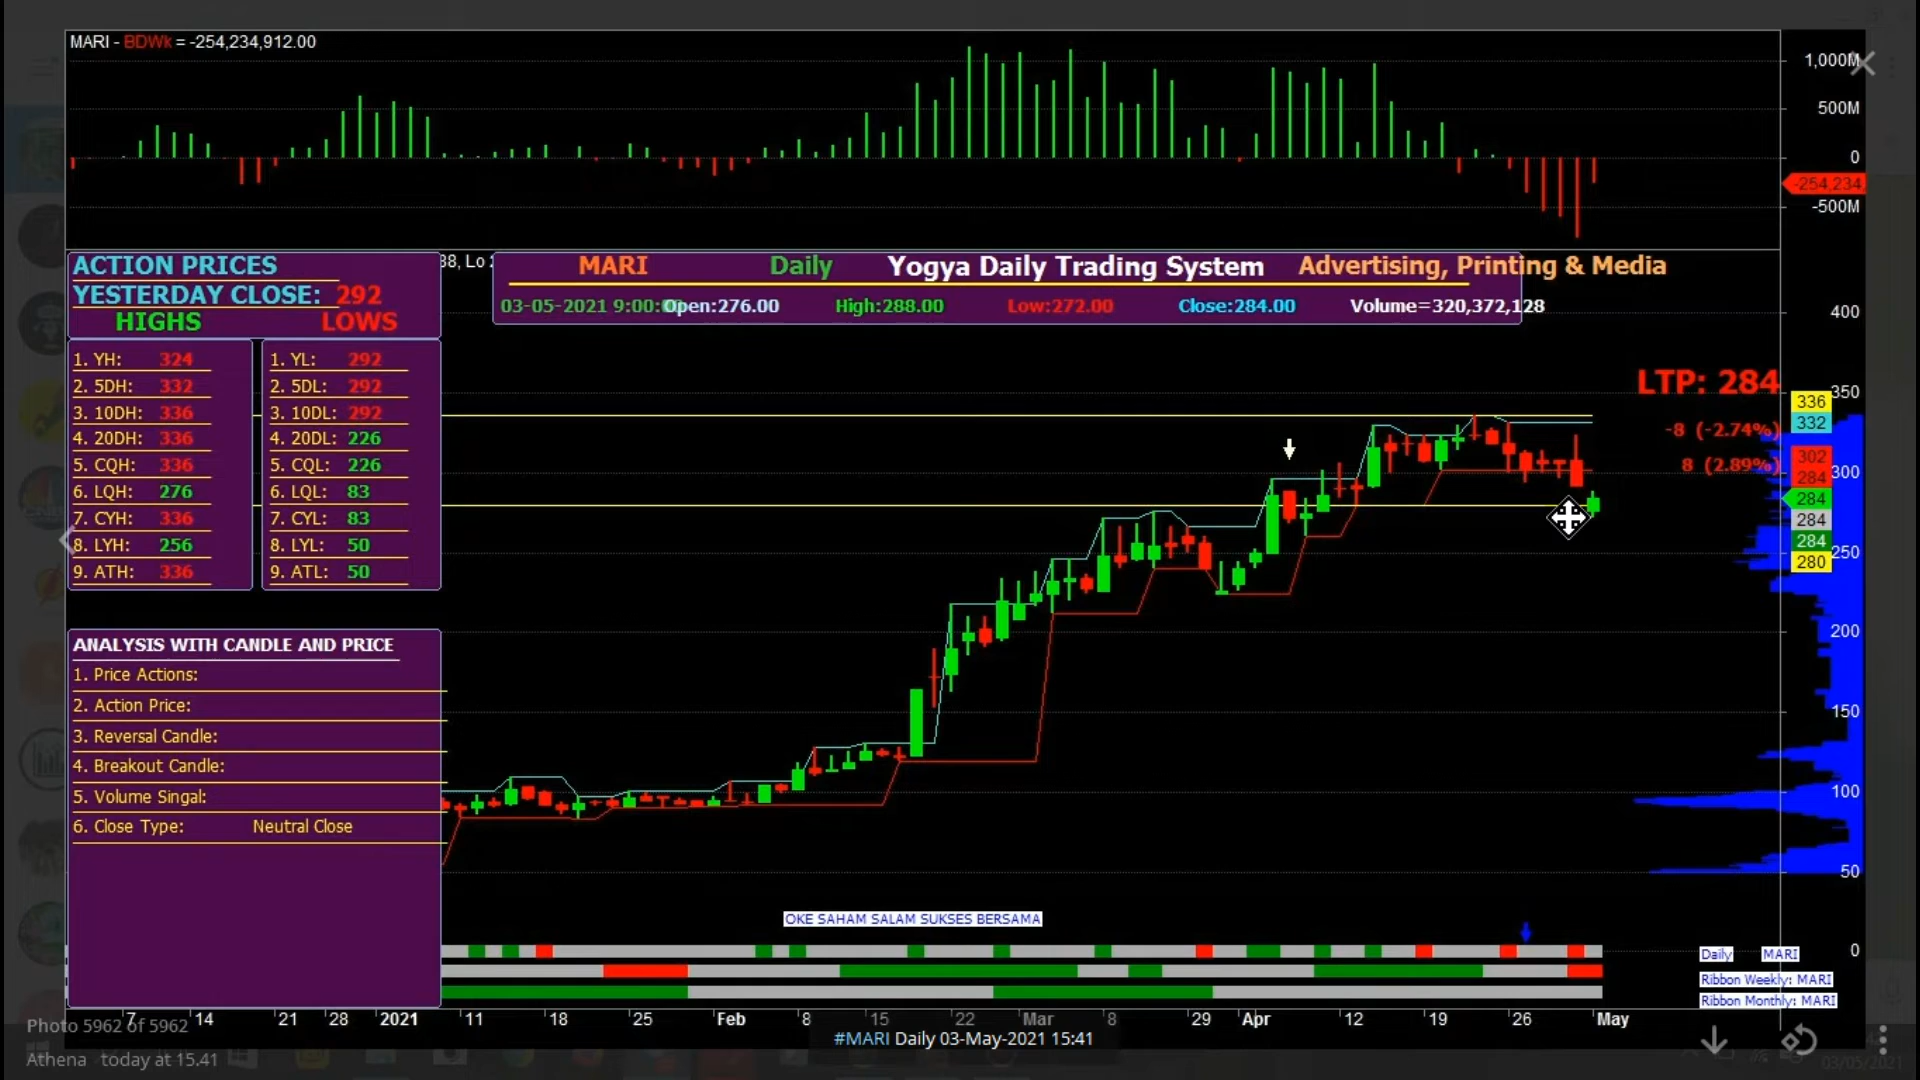 MARI - BDWk = -254,234,912.00
1,000M
500M
0
-254,234,
-500M
ACTION PRICES
YESTERDAY CLOSE: 292
HIGHS LOWS
38, Lo
MARI Daily Yogya Daily Trading System Advertising, Printing & Media
03-05-2021 9:00: Open:276.00 High:288.00 Low:272.00 Close:284.00 Volume=320,372,128
1. YH: 324
2. 5DH: 332
3. 10DH: 336
4. 20DH: 336
5. CQH: 336
6. LQH: 276
7. CYH: 336
8. LYH: 256
9. ATH: 336
1. YL: 292
2. 5DL: 292
3. 10DL: 292
4. 20DL: 226
5. CQL: 226
6. LQL: 83
7. CYL: 83
8. LYL: 50
9. ATL: 50
LTP: 284
-8 (-2.74%)
8 (2.89%)
400
350
336
332
302
284
300
284
284
284
280
250
200
150
100
50
0
ANALYSIS WITH CANDLE AND PRICE
1. Price Actions:
2. Action Price:
3. Reversal Candle:
4. Breakout Candle:
5. Volume Singal:
6. Close Type: Neutral Close
OKE SAHAM SALAM SUKSES BERSAMA
Daily MARI
Ribbon Weekly: MARI
Ribbon Monthly: MARI
7 14 21 28 2021 11 18 25 Feb 8 15 22 Mar 8 29 Apr 12 19 26 May
Photo 5962 of 5962
#MARI Daily 03-May-2021 15:41
Athena today at 15.41
03/05/2021